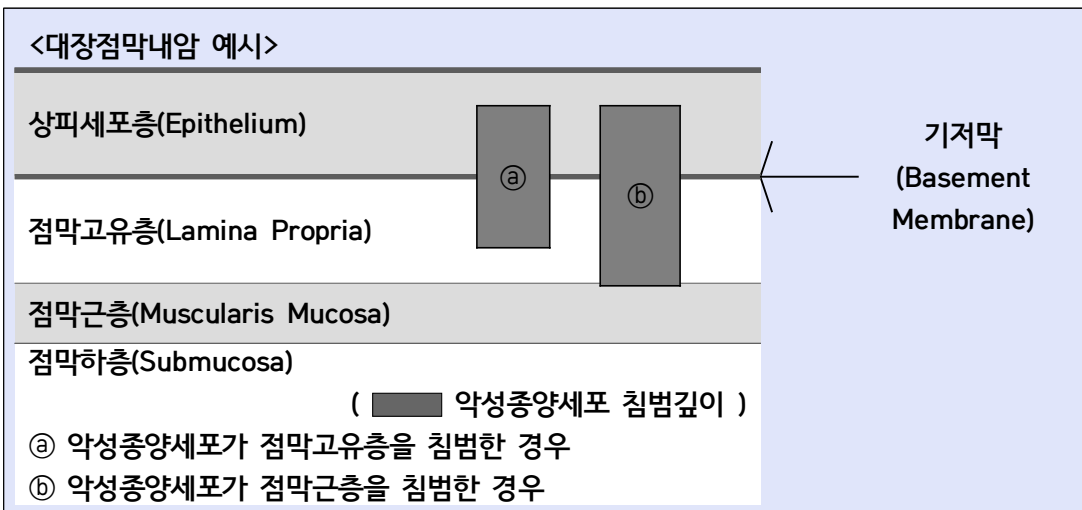 <대장점막내암 예시>
상피세포층(Epithelium)
ⓐ
ⓑ
기저막
(Basement
Membrane)
점막고유층(Lamina Propria)
점막근층(Muscularis Mucosa)
점막하층(Submucosa)
( 악성종양세포 침범깊이 )
ⓐ 악성종양세포가 점막고유층을 침범한 경우
ⓑ 악성종양세포가 점막근층을 침범한 경우